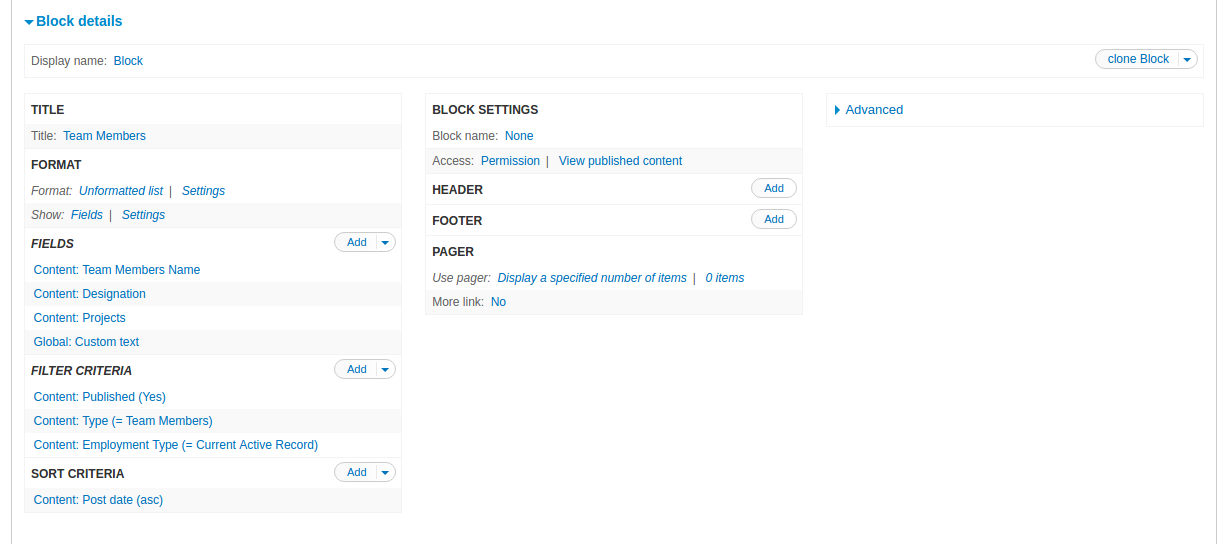 Block details
Display name: Block
clone Block
TITLE
Title: Team Members
FORMAT
Format: Unformatted list | Settings
Show: Fields | Settings
FIELDS
Add
Content: Team Members Name
Content: Designation
Content: Projects
Global: Custom text
FILTER CRITERIA
Add
Content: Published (Yes)
Content: Type (= Team Members)
Content: Employment Type (= Current Active Record)
SORT CRITERIA
Add
Content: Post date (asc)
BLOCK SETTINGS
Block name: None
Access: Permission | View published content
HEADER
Add
FOOTER
Add
PAGER
Use pager: Display a specified number of items | 0 items
More link: No
Advanced